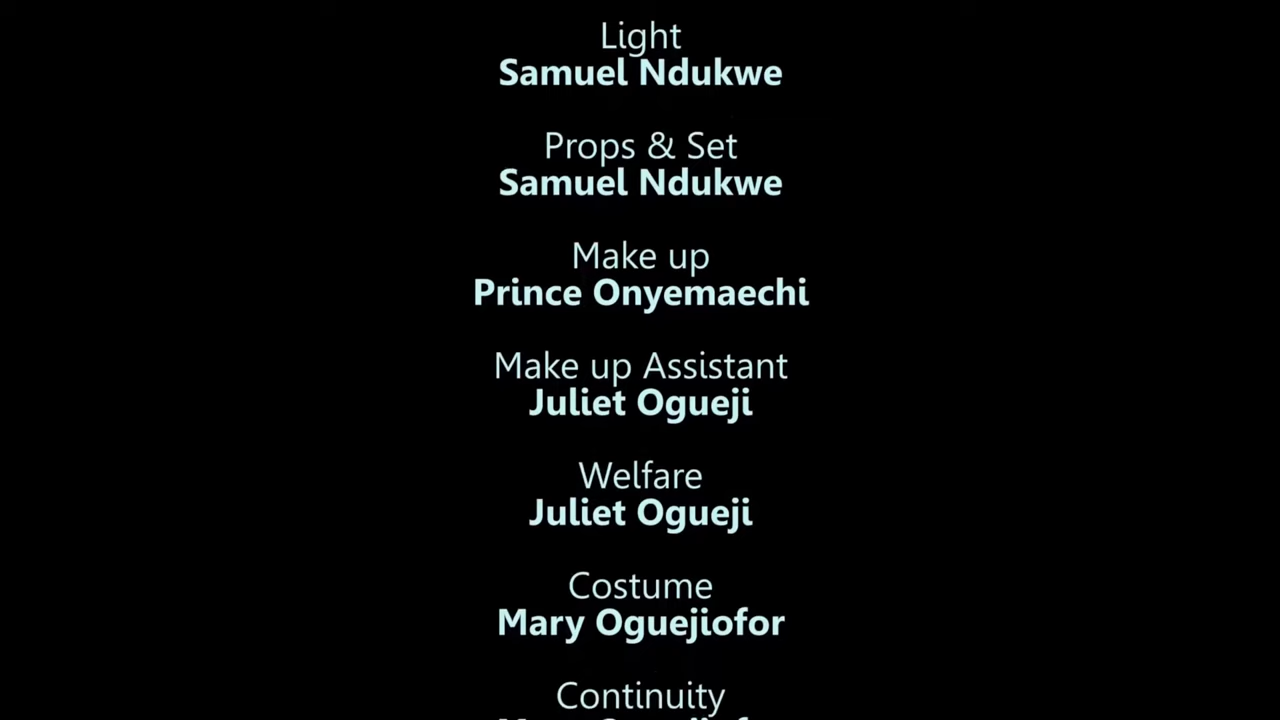 Light
Samuel Ndukwe
Props & Set
Samuel Ndukwe
Make up
Prince Onyemaechi
Make up Assistant
Juliet Ogueji
Welfare
Juliet Ogueji
Costume
Mary Oguejiofor
Continuity